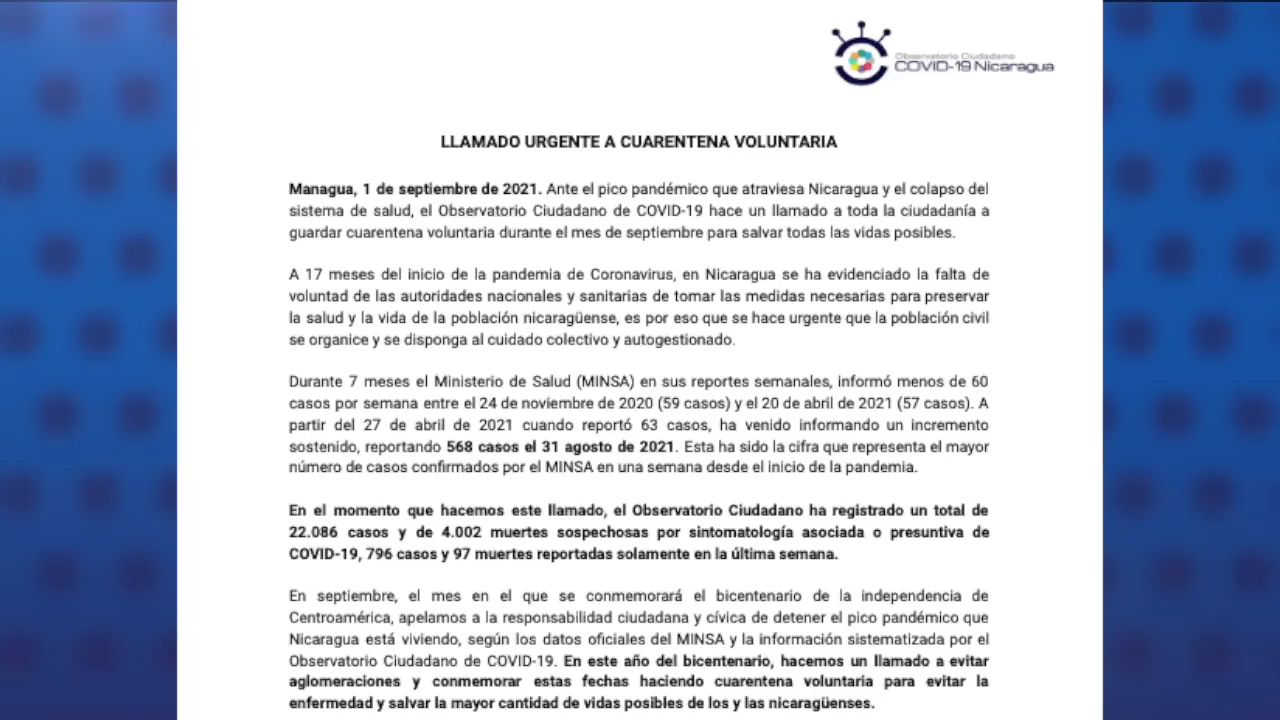 Observatorio Ciudadano
COVID-19 Nicaragua
LLAMADO URGENTE A CUARENTENA VOLUNTARIA
Managua, 1 de septiembre de 2021. Ante el pico pandémico que atraviesa Nicaragua y el colapso del
sistema de salud, el Observatorio Ciudadano de COVID-19 hace un llamado a toda la ciudadanía a
guardar cuarentena voluntaria durante el mes de septiembre para salvar todas las vidas posibles.
A 17 meses del inicio de la pandemia de Coronavirus, en Nicaragua se ha evidenciado la falta de
voluntad de las autoridades nacionales y sanitarias de tomar las medidas necesarias para preservar
la salud y la vida de la población nicaragüense, es por eso que se hace urgente que la población civil
se organice y se disponga al cuidado colectivo y autogestionado.
Durante 7 meses el Ministerio de Salud (MINSA) en sus reportes semanales, informó menos de 60
casos por semana entre el 24 de noviembre de 2020 (59 casos) y el 20 de abril de 2021 (57 casos). A
partir del 27 de abril de 2021 cuando reportó 63 casos, ha venido informando un incremento
sostenido, reportando 568 casos el 31 agosto de 2021. Esta ha sido la cifra que representa el mayor
número de casos confirmados por el MINSA en una semana desde el inicio de la pandemia.
En el momento que hacemos este llamado, el Observatorio Ciudadano ha registrado un total de
22.086 casos y de 4.002 muertes sospechosas por sintomatología asociada o presuntiva de
COVID-19, 796 casos y 97 muertes reportadas solamente en la última semana.
En septiembre, el mes en el que se conmemorará el bicentenario de la independencia de
Centroamérica, apelamos a la responsabilidad ciudadana y cívica de detener el pico pandémico que
Nicaragua está viviendo, según los datos oficiales del MINSA y la información sistematizada por el
Observatorio Ciudadano de COVID-19. En este año del bicentenario, hacemos un llamado a evitar
aglomeraciones y conmemorar estas fechas haciendo cuarentena voluntaria para evitar la
enfermedad y salvar la mayor cantidad de vidas posibles de los y las nicaragüenses.